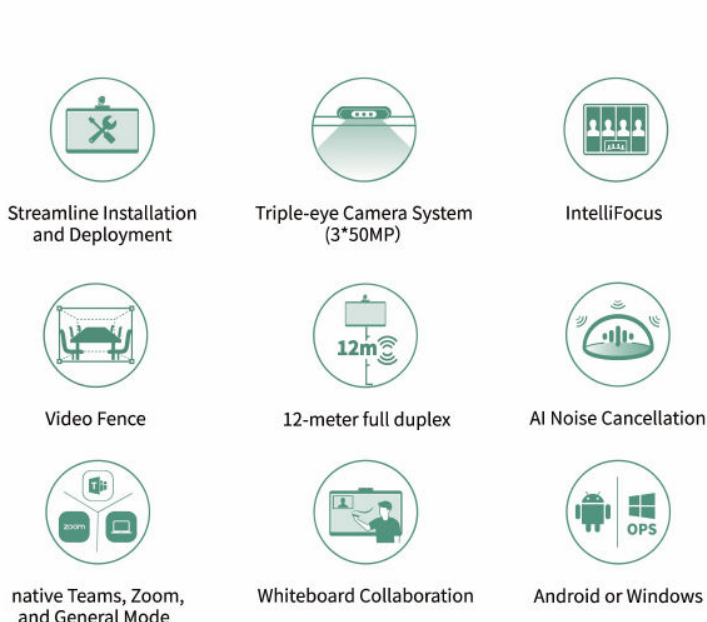 Streamline Installation
and Deployment
Triple-eye Camera System
(3*50MP)
IntelliFocus
12m
Video Fence
12-meter full duplex
AI Noise Cancellation
T
zoom
OPS
native Teams, Zoom,
and General Mode
Whiteboard Collaboration
Android or Windows